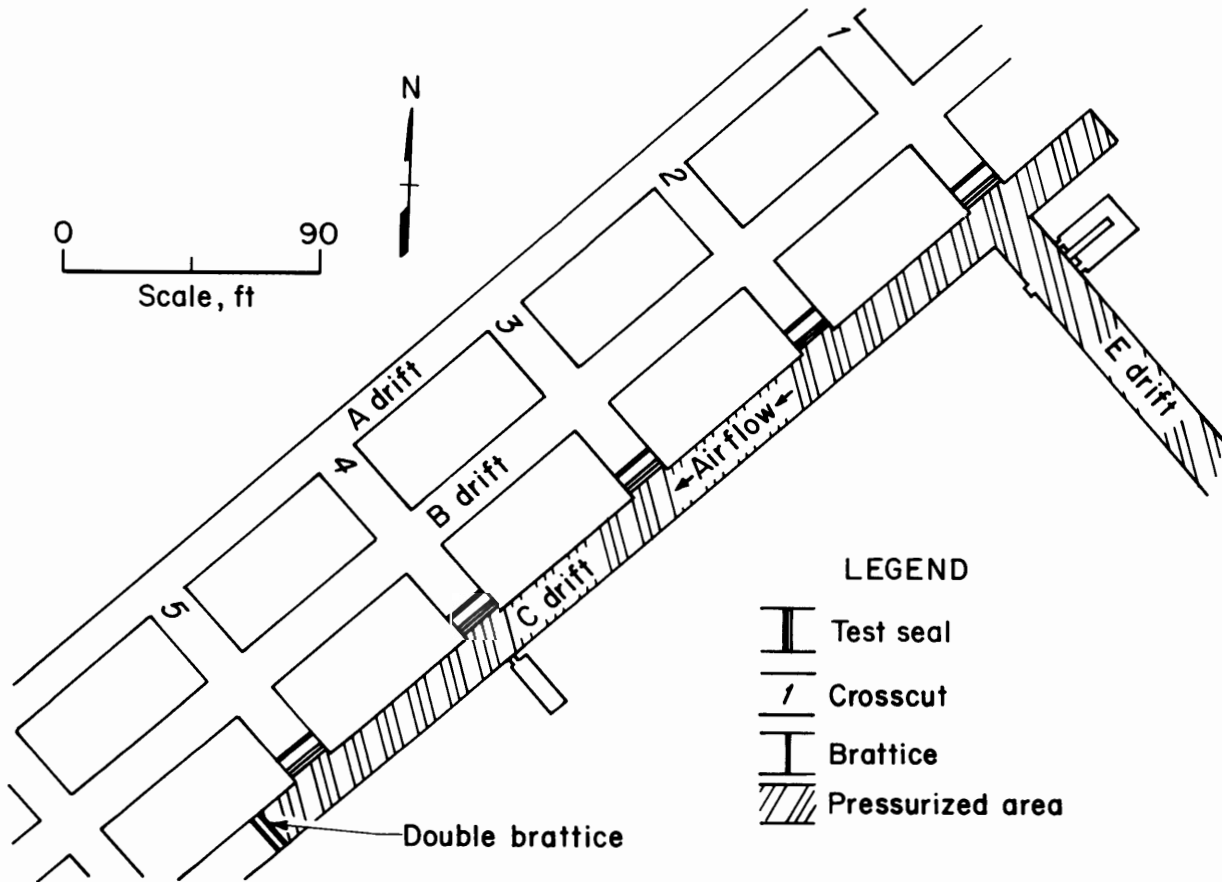 N
0 90
Scale, ft
1
2
3
4
5
A drift
B drift
C drift
Airflow
E drift
Double brattice
LEGEND
Test seal
1 Crosscut
Brattice
Pressurized area